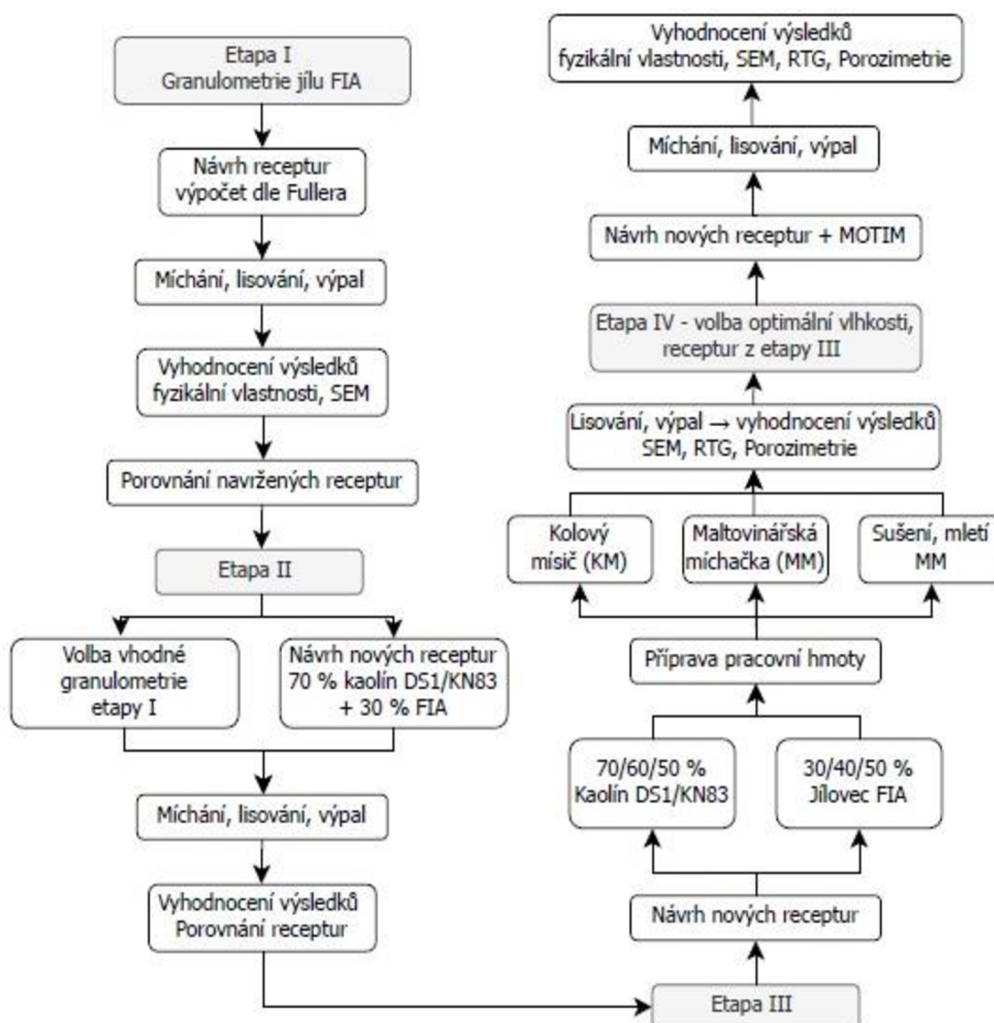 Etapa I
Granulometrie jílu FIA
Návrh receptur
výpočet dle Fullera
Míchání, lisování, výpal
Vyhodnocení výsledků
fyzikální vlastnosti, SEM
Porovnání navržených receptur
Etapa II
Volba vhodné
granulometrie
etapy I
Návrh nových receptur
70 % kaolín DS1/KN83
+ 30 % FIA
Míchání, lisování, výpal
Vyhodnocení výsledků
Porovnání receptur
Etapa III
Návrh nových receptur
70/60/50 %
Kaolín DS1/KN83
30/40/50 %
Jílovec FIA
Příprava pracovní hmoty
Kolový
mísič (KM)
Maltovinářská
míchačka (MM)
Sušení, mletí
MM
Lisování, výpal → vyhodnocení výsledků
SEM, RTG, Porozimetrie
Etapa IV - volba optimální vlhkosti,
receptur z etapy III
Návrh nových receptur + MOTIM
Míchání, lisování, výpal
Vyhodnocení výsledků
fyzikální vlastnosti, SEM, RTG, Porozimetrie